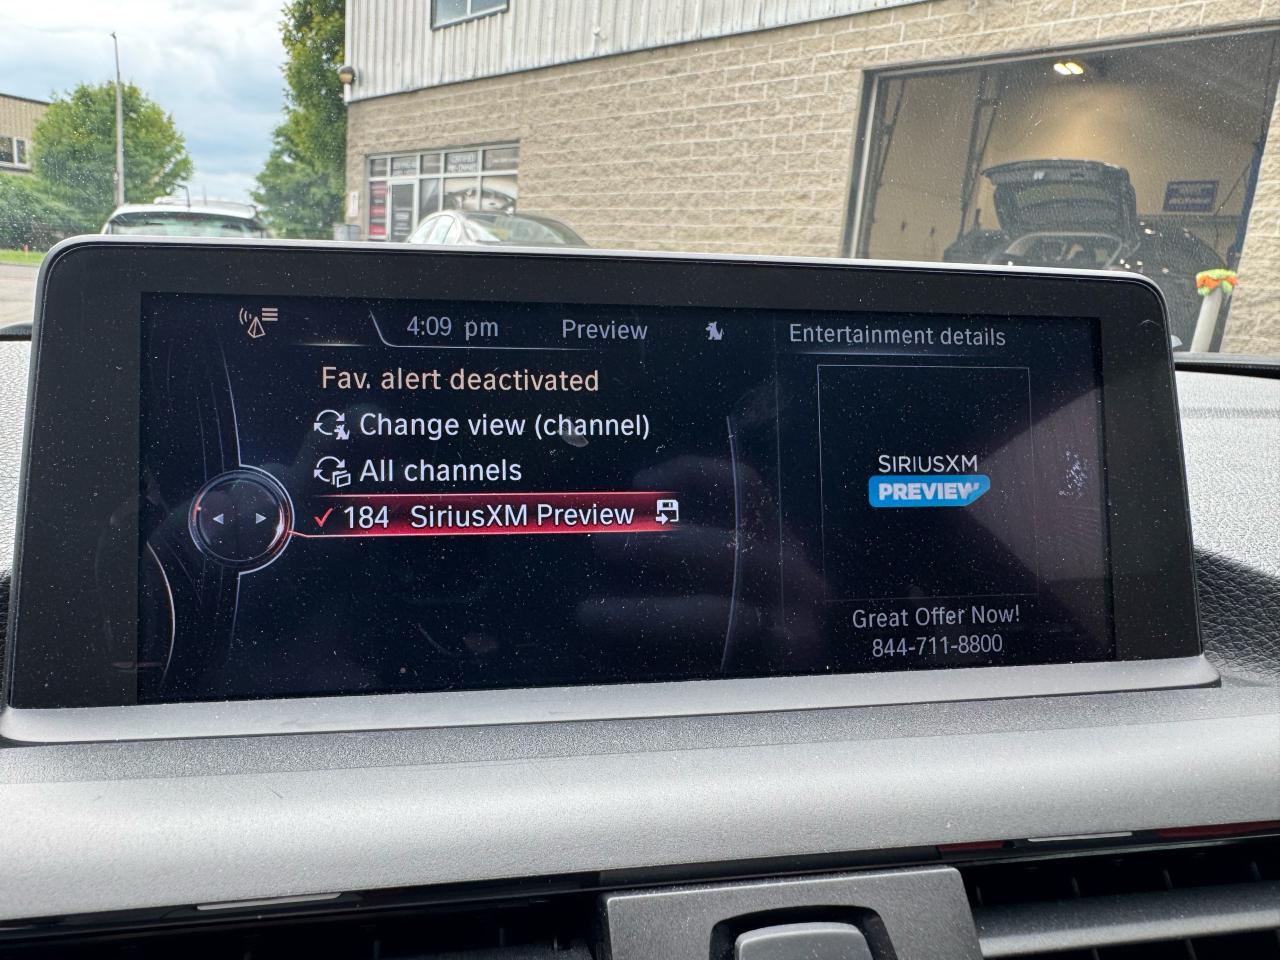 4:09 pm
Preview
Entertainment details
Fav. alert deactivated
Change view (channel)
All channels
184 SiriusXM Preview
SIRIUSXM
PREVIEW
Great Offer Now!
844-711-8800